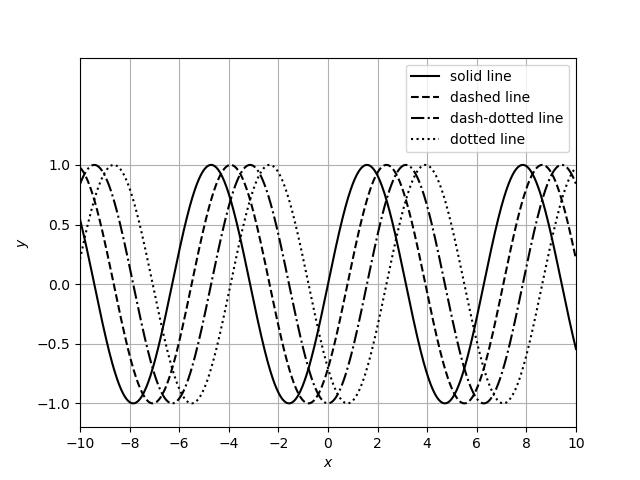 solid line
dashed line
dash-dotted line
dotted line
1.0
0.5
0.0
−0.5
−1.0
y
−10 −8 −6 −4 −2 0 2 4 6 8 10
x